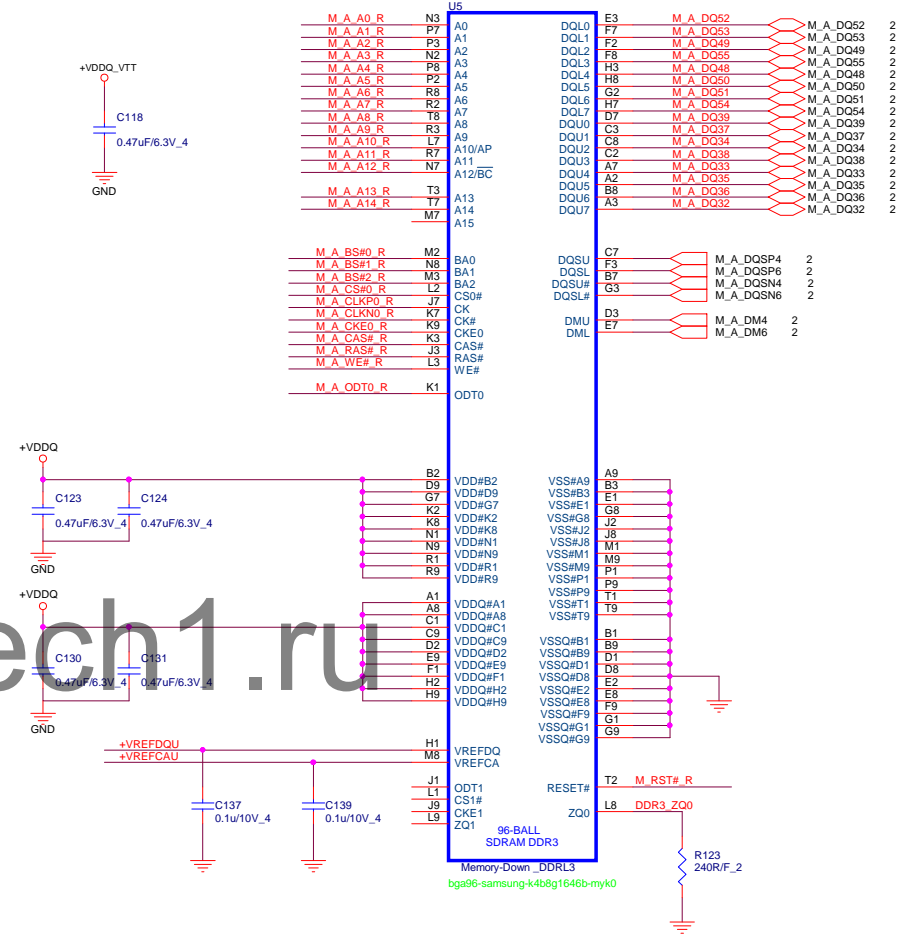 U5
M_A_A0_R N3 A0 DQL0 E3 M_A_DQ52 M_A_DQ52 2
M_A_A1_R P7 A1 DQL1 F7 M_A_DQ53 M_A_DQ53 2
M_A_A2_R P3 A2 DQL2 F2 M_A_DQ49 M_A_DQ49 2
M_A_A3_R N2 A3 DQL3 F8 M_A_DQ55 M_A_DQ55 2
M_A_A4_R P8 A4 DQL4 H3 M_A_DQ48 M_A_DQ48 2
M_A_A5_R P2 A5 DQL5 H8 M_A_DQ50 M_A_DQ50 2
M_A_A6_R R8 A6 DQL6 G2 M_A_DQ51 M_A_DQ51 2
M_A_A7_R R2 A7 DQL7 H7 M_A_DQ54 M_A_DQ54 2
M_A_A8_R T8 A8 DQU0 D7 M_A_DQ39 M_A_DQ39 2
M_A_A9_R R3 A9 DQU1 C3 M_A_DQ37 M_A_DQ37 2
M_A_A10_R L7 A10/AP DQU2 C8 M_A_DQ34 M_A_DQ34 2
M_A_A11_R R7 A11 DQU3 C2 M_A_DQ38 M_A_DQ38 2
M_A_A12_R N7 A12/BC DQU4 A7 M_A_DQ33 M_A_DQ33 2
DQU5 A2 M_A_DQ35 M_A_DQ35 2
M_A_A13_R T3 A13 DQU6 B8 M_A_DQ36 M_A_DQ36 2
M_A_A14_R T7 A14 DQU7 A3 M_A_DQ32 M_A_DQ32 2
M7 A15
+VDDQ_VTT
C118
0.47uF/6.3V_4
GND
M_A_BS#0_R M2 BA0 DQSU C7 M_A_DQSP4 2
M_A_BS#1_R N8 BA1 DQSL F3 M_A_DQSP6 2
M_A_BS#2_R M3 BA2 DQSU# B7 M_A_DQSN4 2
M_A_CS#0_R L2 CS0# DQSL# G3 M_A_DQSN6 2
M_A_CLKP0_R J7 CK
M_A_CLKN0_R K7 CK# DMU D3 M_A_DM4 2
M_A_CKE0_R K9 CKE0 DML E7 M_A_DM6 2
M_A_CAS#_R K3 CAS#
M_A_RAS#_R J3 RAS#
M_A_WE#_R L3 WE#
M_A_ODT0_R K1 ODT0
+VDDQ
C123
0.47uF/6.3V_4
C124
0.47uF/6.3V_4
GND
B2 VDD#B2 VSS#A9 A9
D9 VDD#D9 VSS#B3 B3
G7 VDD#G7 VSS#E1 E1
K2 VDD#K2 VSS#G8 G8
K8 VDD#K8 VSS#J2 J2
N1 VDD#N1 VSS#J8 J8
N9 VDD#N9 VSS#M1 M1
R1 VDD#R1 VSS#M9 M9
R9 VDD#R9 VSS#P1 P1
VSS#P9 P9
A1 VDDQ#A1 VSS#T1 T1
A8 VDDQ#A8 VSS#T9 T9
C1 VDDQ#C1
C9 VDDQ#C9 VSSQ#B1 B1
D2 VDDQ#D2 VSSQ#B9 B9
E9 VDDQ#E9 VSSQ#D1 D1
F1 VDDQ#F1 VSSQ#D8 D8
H2 VDDQ#H2 VSSQ#E2 E2
H9 VDDQ#H9 VSSQ#E8 E8
VSSQ#F9 F9
VSSQ#G1 G1
VSSQ#G9 G9
+VDDQ
C130
0.47uF/6.3V_4
C131
0.47uF/6.3V_4
GND
ech1.ru
+VREFDQU H1 VREFDQ
+VREFCAU M8 VREFCA
C137
0.1u/10V_4
C139
0.1u/10V_4
J1 ODT1 RESET# T2 M_RST#_R
L1 CS1#
J9 CKE1 ZQ0 L8 DDR3_ZQ0
L9 ZQ1
96-BALL
SDRAM DDR3
R123
240R/F_2
Memory-Down _DDRL3
bga96-samsung-k4b8g1646b-myk0